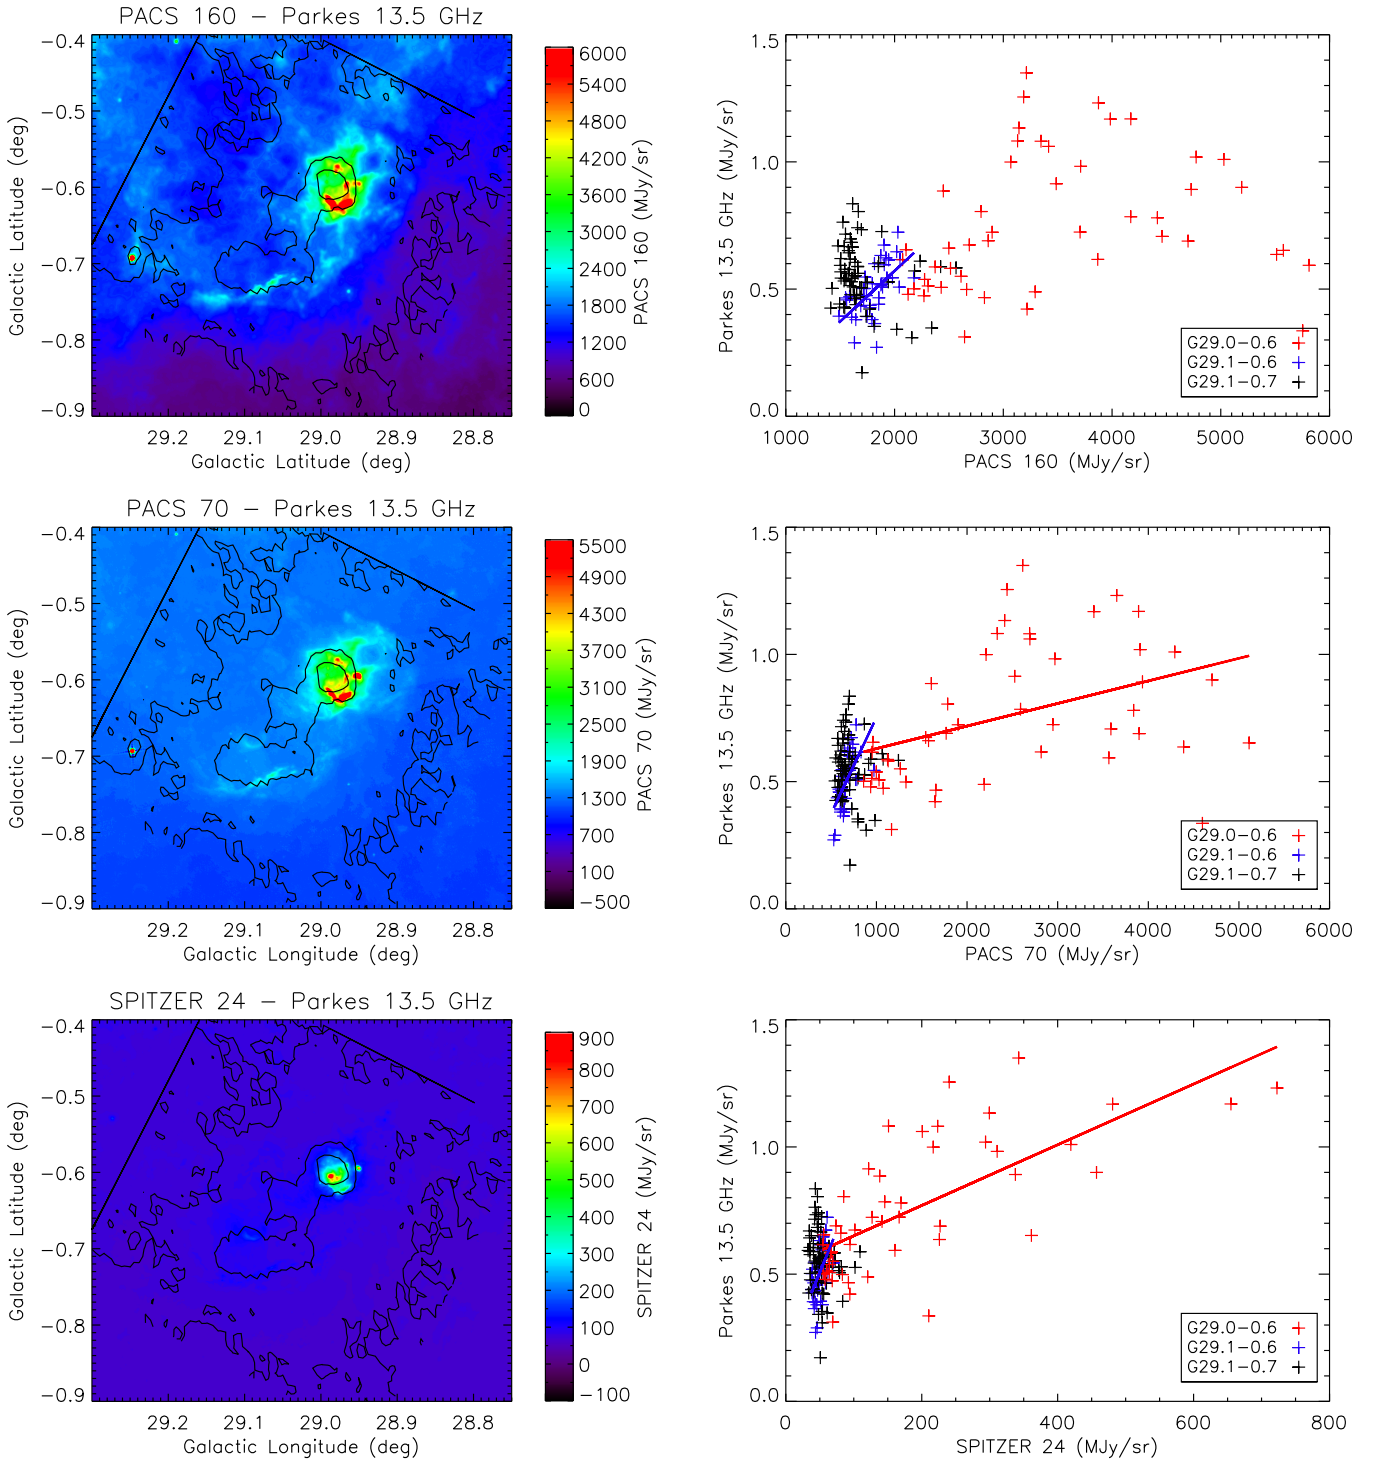 PACS 160 − Parkes 13.5 GHz
−0.4
−0.5
−0.6
−0.7
−0.8
−0.9
Galactic Latitude (deg)
29.2 29.1 29.0 28.9 28.8
Galactic Latitude (deg)
6000
5400
4800
4200
3600
3000
2400
1800
1200
600
0
PACS 160 (MJy/sr)
1.5
1.0
0.5
0.0
Parkes 13.5 GHz (MJy/sr)
G29.0−0.6
G29.1−0.6
G29.1−0.7
1000 2000 3000 4000 5000 6000
PACS 160 (MJy/sr)
PACS 70 − Parkes 13.5 GHz
−0.4
−0.5
−0.6
−0.7
−0.8
−0.9
Galactic Latitude (deg)
29.2 29.1 29.0 28.9 28.8
Galactic Longitude (deg)
5500
4900
4300
3700
3100
2500
1900
1300
700
100
−500
PACS 70 (MJy/sr)
1.5
1.0
0.5
0.0
Parkes 13.5 GHz (MJy/sr)
G29.0−0.6
G29.1−0.6
G29.1−0.7
0 1000 2000 3000 4000 5000 6000
PACS 70 (MJy/sr)
SPITZER 24 − Parkes 13.5 GHz
−0.4
−0.5
−0.6
−0.7
−0.8
−0.9
Galactic Latitude (deg)
29.2 29.1 29.0 28.9 28.8
Galactic Longitude (deg)
900
800
700
600
500
400
300
200
100
0
−100
SPITZER 24 (MJy/sr)
1.5
1.0
0.5
0.0
Parkes 13.5 GHz (MJy/sr)
G29.0−0.6
G29.1−0.6
G29.1−0.7
0 200 400 600 800
SPITZER 24 (MJy/sr)